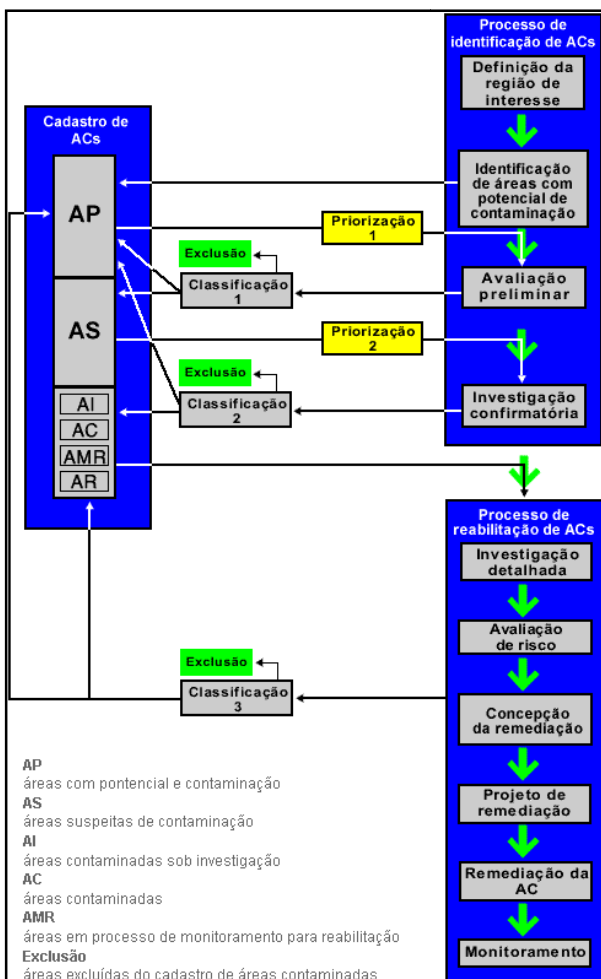 Processo de
identificação de ACs
Definição da
região de
interesse
Cadastro de
ACs
Identificação
de áreas com
potencial de
contaminação
AP
Priorização
1
Exclusão
Classificação
1
Avaliação
preliminar
AS
Priorização
2
Exclusão
Classificação
2
Investigação
confirmatória
AI
AC
AMR
AR
Processo de
reabilitação de ACs
Investigação
detalhada
Avaliação
de risco
Exclusão
Classificação
3
Concepção
da remediação
Projeto de
remediação
Remediação da
AC
Monitoramento
AP
áreas com pontencial e contaminação
AS
áreas suspeitas de contaminação
AI
áreas contaminadas sob investigação
AC
áreas contaminadas
AMR
áreas em processo de monitoramento para reabilitação
Exclusão
áreas excluídas do cadastro de áreas contaminadas